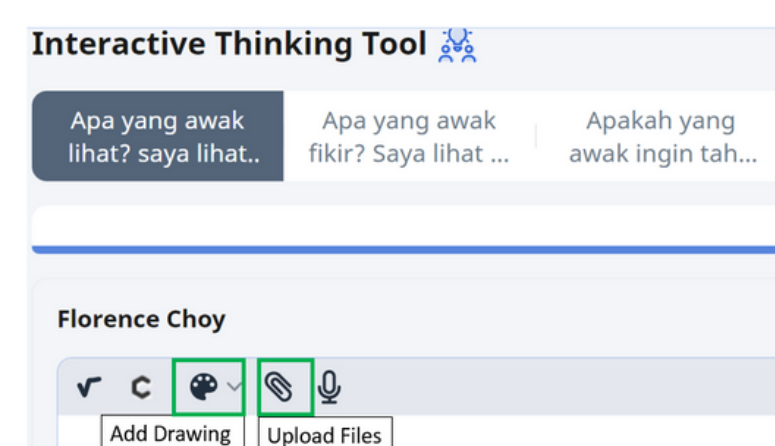 Interactive Thinking Tool
Apa yang awak
lihat? saya lihat..
Apa yang awak
fikir? Saya lihat ...
Apakah yang
awak ingin tah...
Florence Choy
√ C
Add Drawing
Upload Files